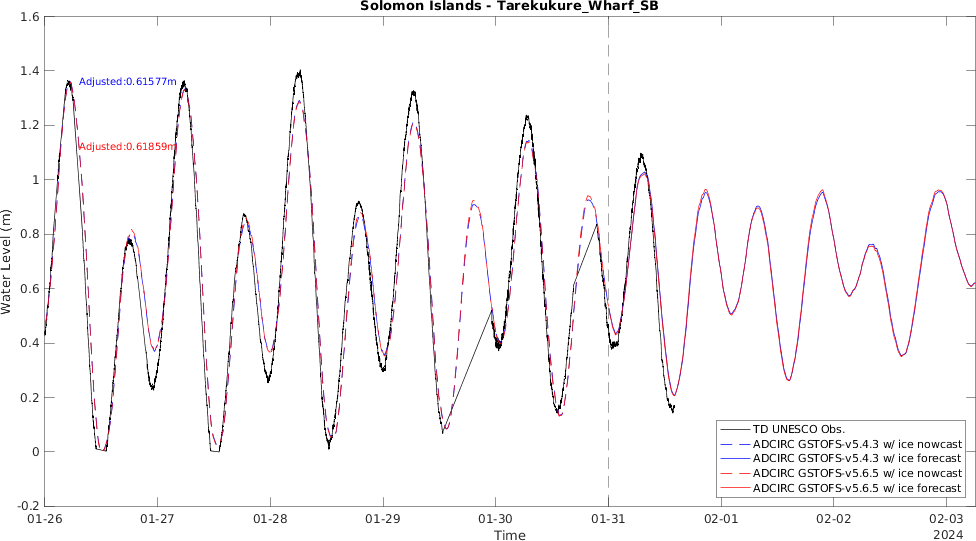 Solomon Islands - Tarekukure_Wharf_SB
1.6
1.4
1.2
1
0.8
0.6
0.4
0.2
0
-0.2
Water Level (m)
Adjusted:0.61577m
Adjusted:0.61859m
TD UNESCO Obs.
ADCIRC GSTOFS-v5.4.3 w/ ice nowcast
ADCIRC GSTOFS-v5.4.3 w/ ice forecast
ADCIRC GSTOFS-v5.6.5 w/ ice nowcast
ADCIRC GSTOFS-v5.6.5 w/ ice forecast
01-26 01-27 01-28 01-29 01-30 01-31 02-01 02-02 02-03
Time
2024